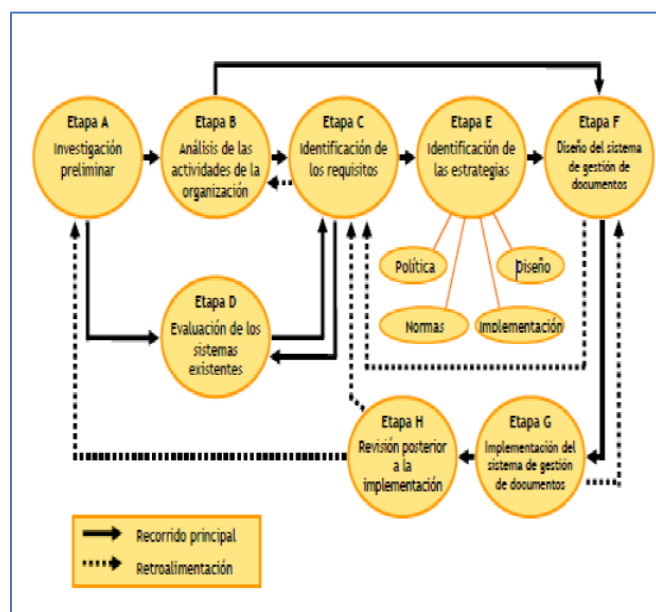 Etapa A
Investigación
preliminar
Etapa B
Análisis de las
actividades de la
organización
Etapa C
Identificación de
los requisitos
Etapa E
Identificación de
las estrategias
Etapa F
Diseño del sistema
de gestión de
documentos
Política
Diseño
Normas
Implementación
Etapa D
Evaluación de los
sistemas
existentes
Etapa H
Revisión posterior
a la
implementación
Etapa G
Implementación del
sistema de gestión
de documentos
Recorrido principal
Retroalimentación